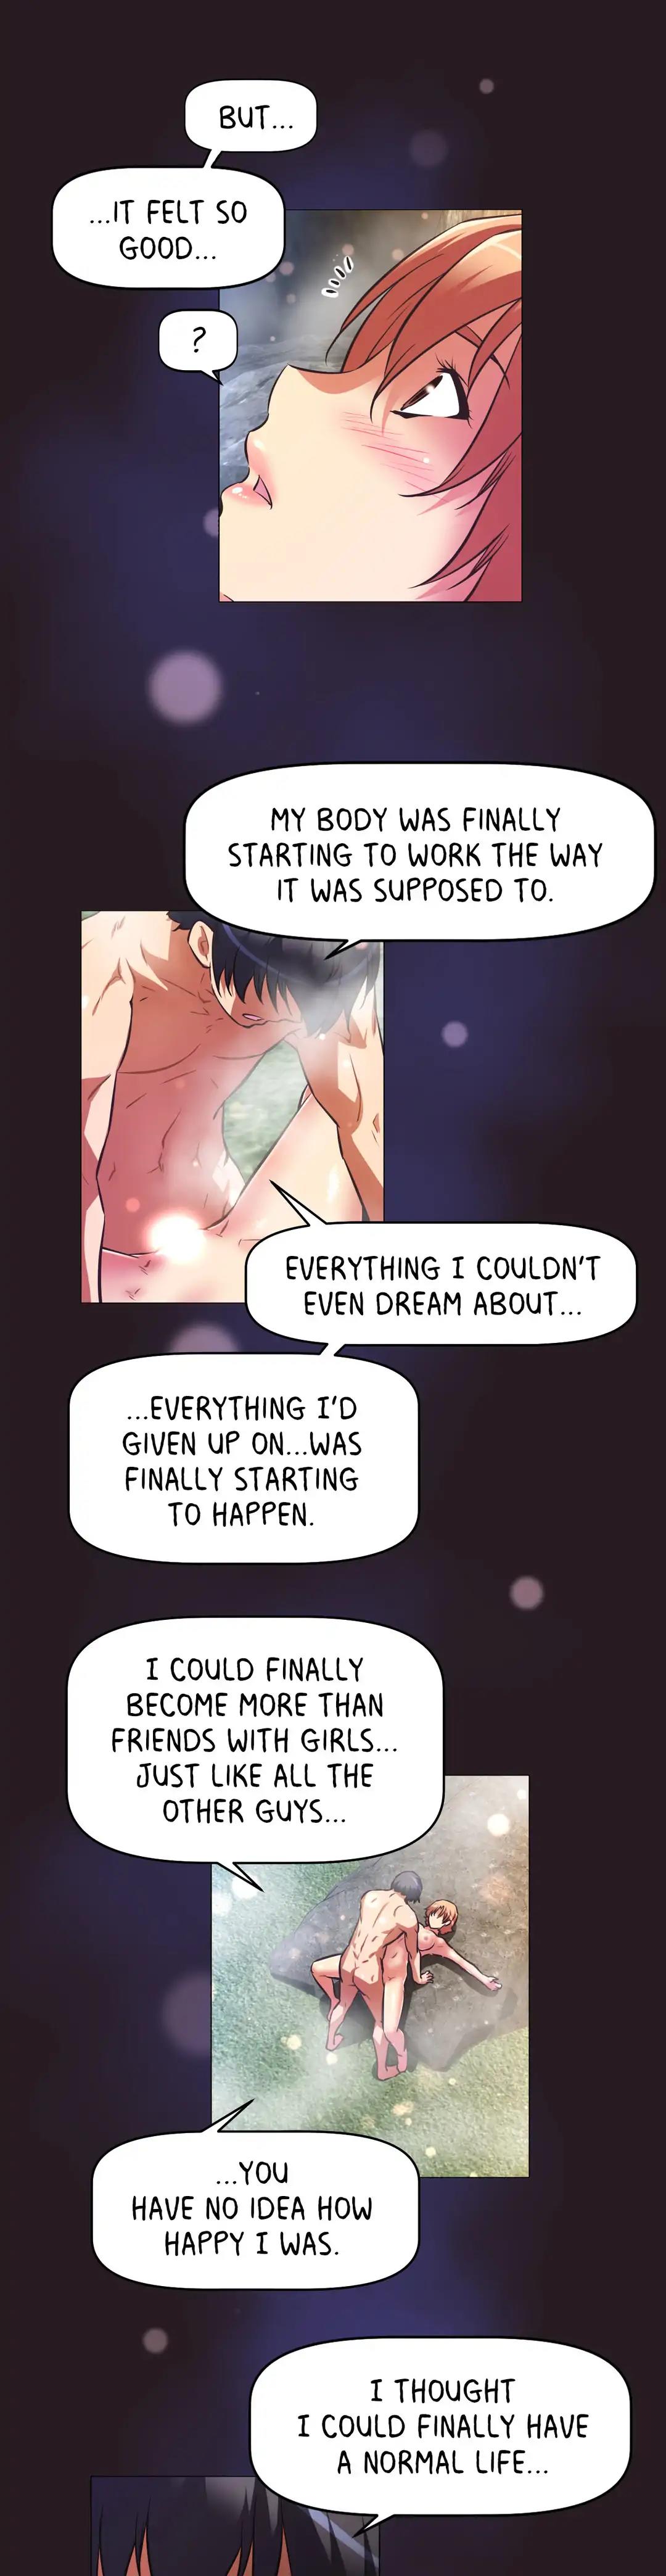 BUT...
...IT FELT SO
GOOD...
?
MY BODY WAS FINALLY
STARTING TO WORK THE WAY
IT WAS SUPPOSED TO.
EVERYTHING I COULDN'T
EVEN DREAM ABOUT...
...EVERYTHING I'D
GIVEN UP ON...WAS
FINALLY STARTING
TO HAPPEN.
I COULD FINALLY
BECOME MORE THAN
FRIENDS WITH GIRLS...
JUST LIKE ALL THE
OTHER GUYS...
...YOU
HAVE NO IDEA HOW
HAPPY I WAS.
I THOUGHT
I COULD FINALLY HAVE
A NORMAL LIFE...